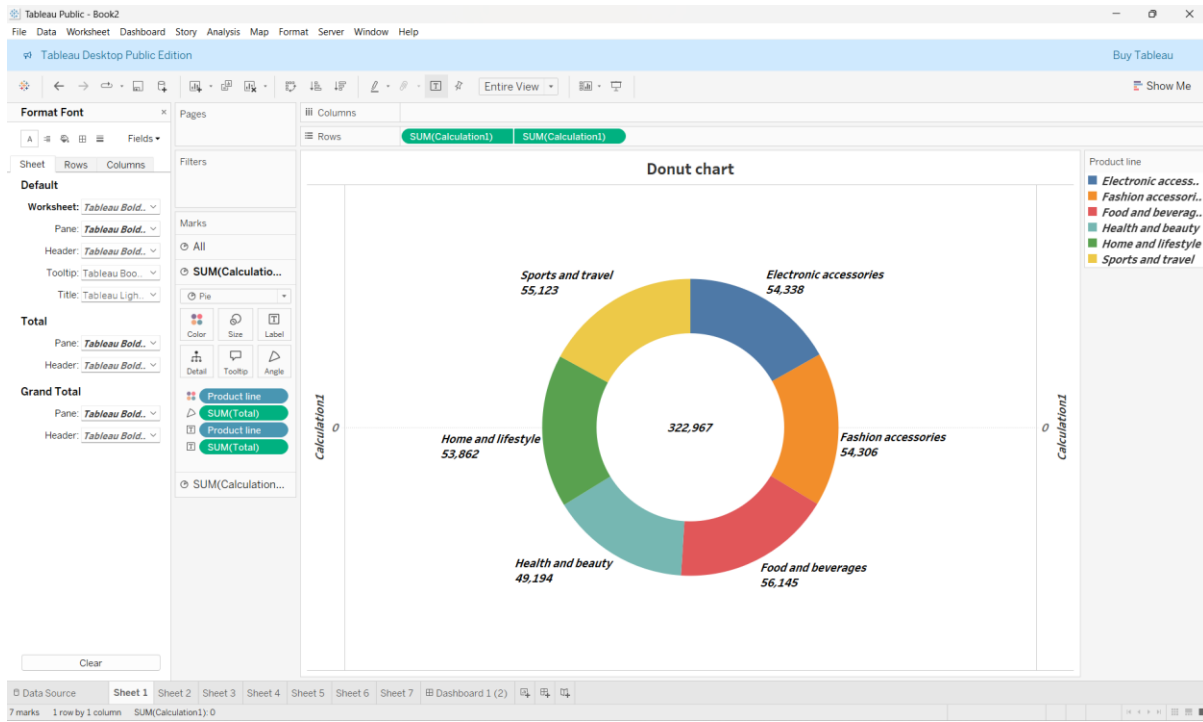 Tableau Public - Book2
File Data Worksheet Dashboard Story Analysis Map Format Server Window Help
Tableau Desktop Public Edition
Buy Tableau
Entire View
Show Me
Format Font
Fields
Sheet Rows Columns
Default
Worksheet: Tableau Bold..
Pane: Tableau Bold..
Header: Tableau Bold..
Tooltip: Tableau Boo..
Title: Tableau Ligh..
Total
Pane: Tableau Bold..
Header: Tableau Bold..
Grand Total
Pane: Tableau Bold..
Header: Tableau Bold..
Clear
Pages
Filters
Marks
All
SUM(Calculatio...
Pie
Color Size Label
Detail Tooltip Angle
Product line
SUM(Total)
Product line
SUM(Total)
SUM(Calculation...
Columns
Rows
SUM(Calculation1) SUM(Calculation1)
Donut chart
Calculation1
0
Sports and travel
55,123
Electronic accessories
54,338
Home and lifestyle
53,862
322,967
Fashion accessories
54,306
Health and beauty
49,194
Food and beverages
56,145
0
Calculation1
Product line
Electronic access..
Fashion accessori..
Food and beverag..
Health and beauty
Home and lifestyle
Sports and travel
Data Source Sheet 1 Sheet 2 Sheet 3 Sheet 4 Sheet 5 Sheet 6 Sheet 7 Dashboard 1 (2)
7 marks 1 row by 1 column SUM(Calculation1): 0